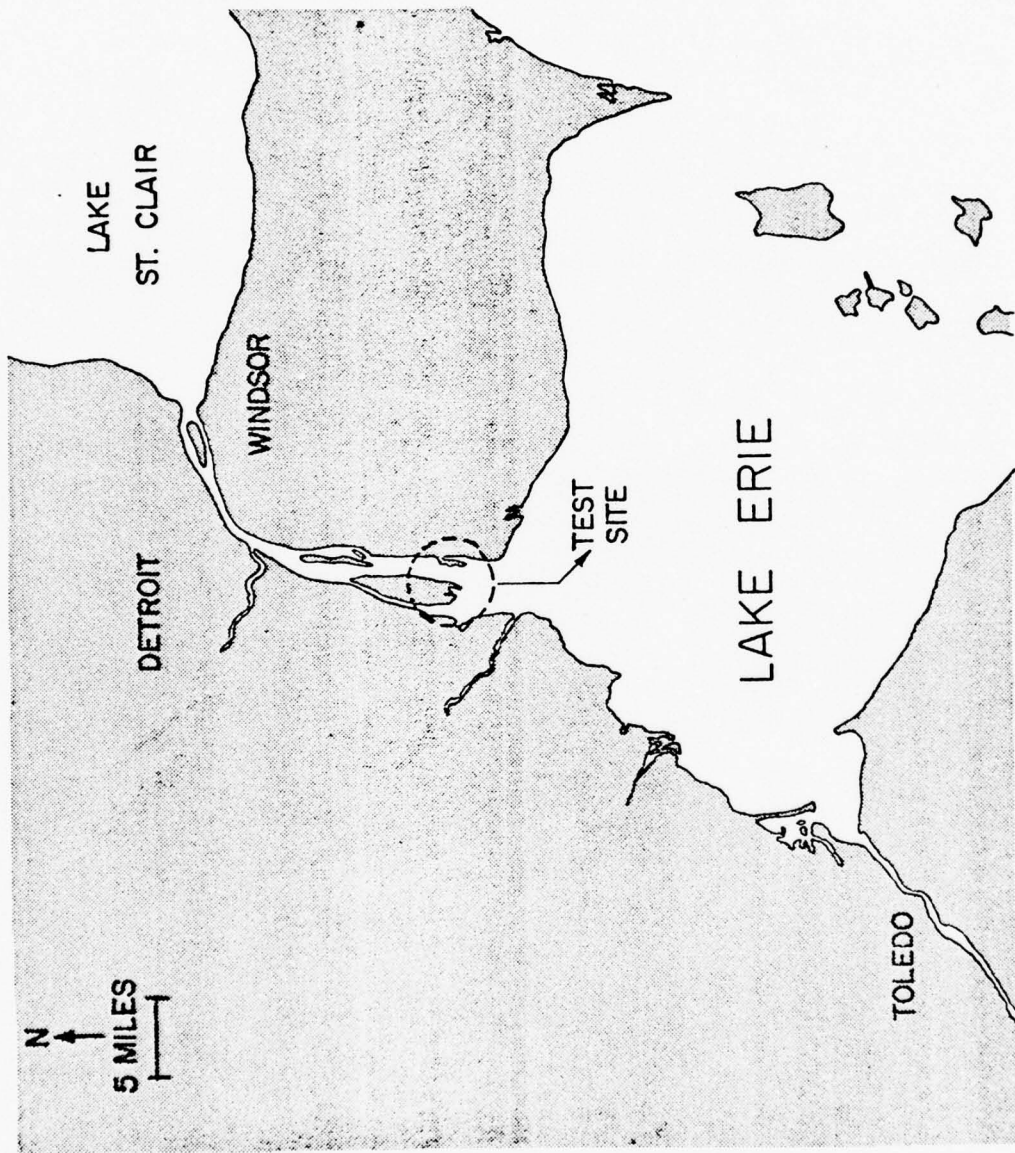 LAKE
ST. CLAIR
WINDSOR
DETROIT
TEST
SITE
LAKE ERIE
TOLEDO
N
5 MILES